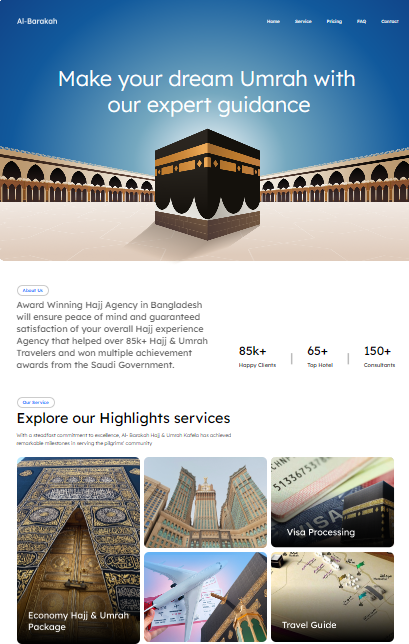 Al-Barakah
Home Service Pricing FAQ Contact
Make your dream Umrah with
our expert guidance
About Us
Award Winning Hajj Agency in Bangladesh
will ensure peace of mind and guaranteed
satisfaction of your overall Hajj experience
Agency that helped over 85k+ Hajj & Umrah
Travelers and won multiple achievement
awards from the Saudi Government.
85k+ 65+ 150+
Happy Clients Top Hotel Consultants
Our Service
Explore our Highlights services
With a steadfast commitment to excellence, Al- Barakah Hajj & Umrah Kafela has achieved
remarkable milestones in serving the pilgrims' community
VISA
Visa Processing
Economy Hajj & Umrah
Package
Travel Guide